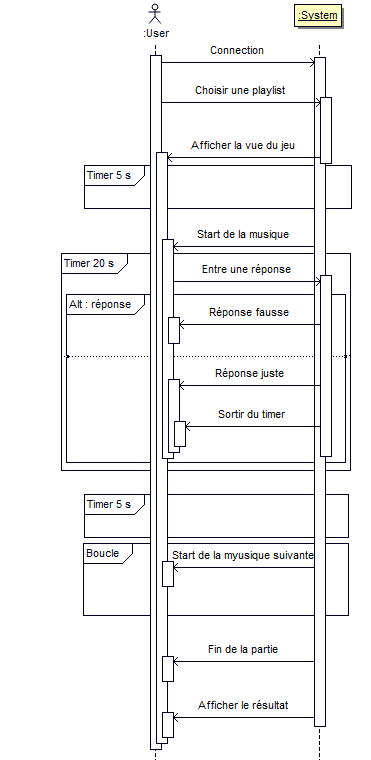 :User
:System
Connection
Choisir une playlist
Afficher la vue du jeu
Timer 5 s
Start de la musique
Timer 20 s
Entre une réponse
Alt : réponse
Réponse fausse
Réponse juste
Sortir du timer
Timer 5 s
Boucle
Start de la myusique suivante
Fin de la partie
Afficher le résultat